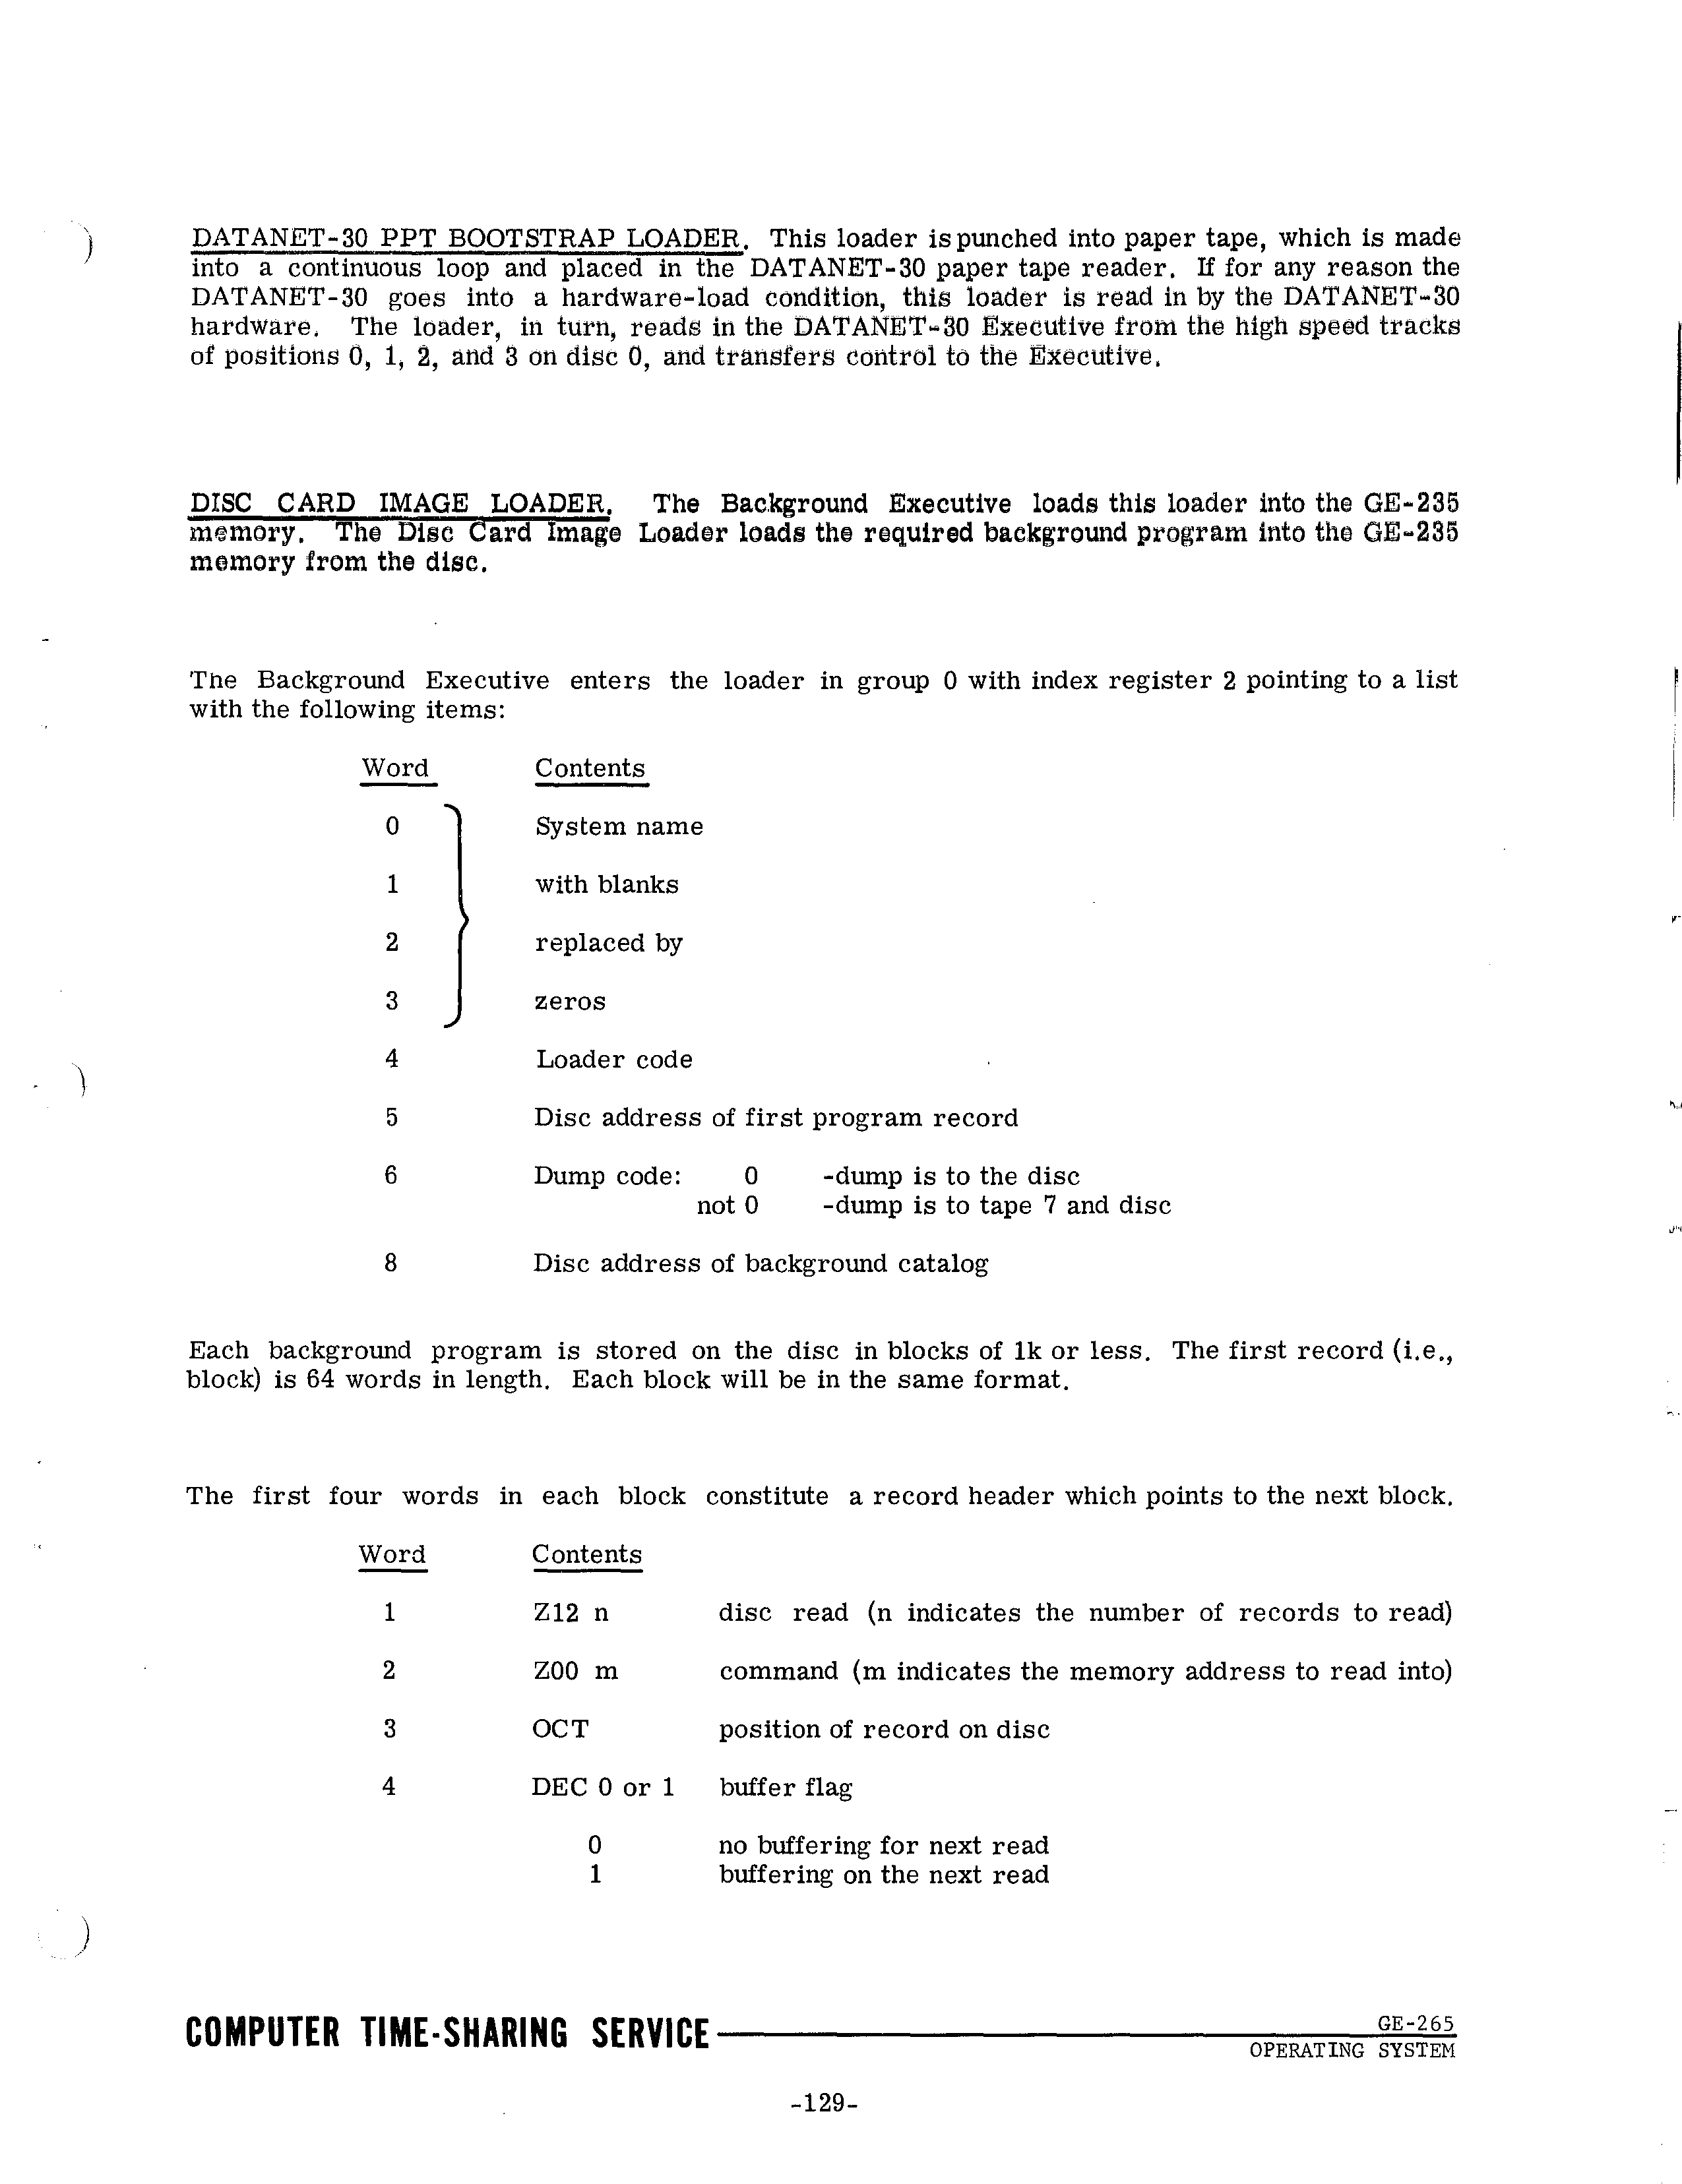 DATANET-30 PPT BOOTSTRAP LOADER. This loader is punched into paper tape, which is made
into a continuous loop and placed in the DATANET-30 paper tape reader. If for any reason the
DATANET-30 goes into a hardware-load condition, this loader is read in by the DATANET-30
hardware. The loader, in turn, reads in the DATANET-30 Executive from the high speed tracks
of positions 0, 1, 2, and 3 on disc 0, and transfers control to the Executive.
DISC CARD IMAGE LOADER. The Background Executive loads this loader into the GE-235
memory. The Disc Card Image Loader loads the required background program into the GE-235
memory from the disc.
The Background Executive enters the loader in group 0 with index register 2 pointing to a list
with the following items:
Word Contents
0 System name
1 with blanks
2 replaced by
3 zeros
4 Loader code
5 Disc address of first program record
6 Dump code: 0 -dump is to the disc
not 0 -dump is to tape 7 and disc
8 Disc address of background catalog
Each background program is stored on the disc in blocks of 1k or less. The first record (i.e.,
block) is 64 words in length. Each block will be in the same format.
The first four words in each block constitute a record header which points to the next block.
Word Contents
1 Z12 n disc read (n indicates the number of records to read)
2 Z00 m command (m indicates the memory address to read into)
3 OCT position of record on disc
4 DEC 0 or 1 buffer flag
0 no buffering for next read
1 buffering on the next read
COMPUTER TIME-SHARING SERVICE GE-265
OPERATING SYSTEM
-129-